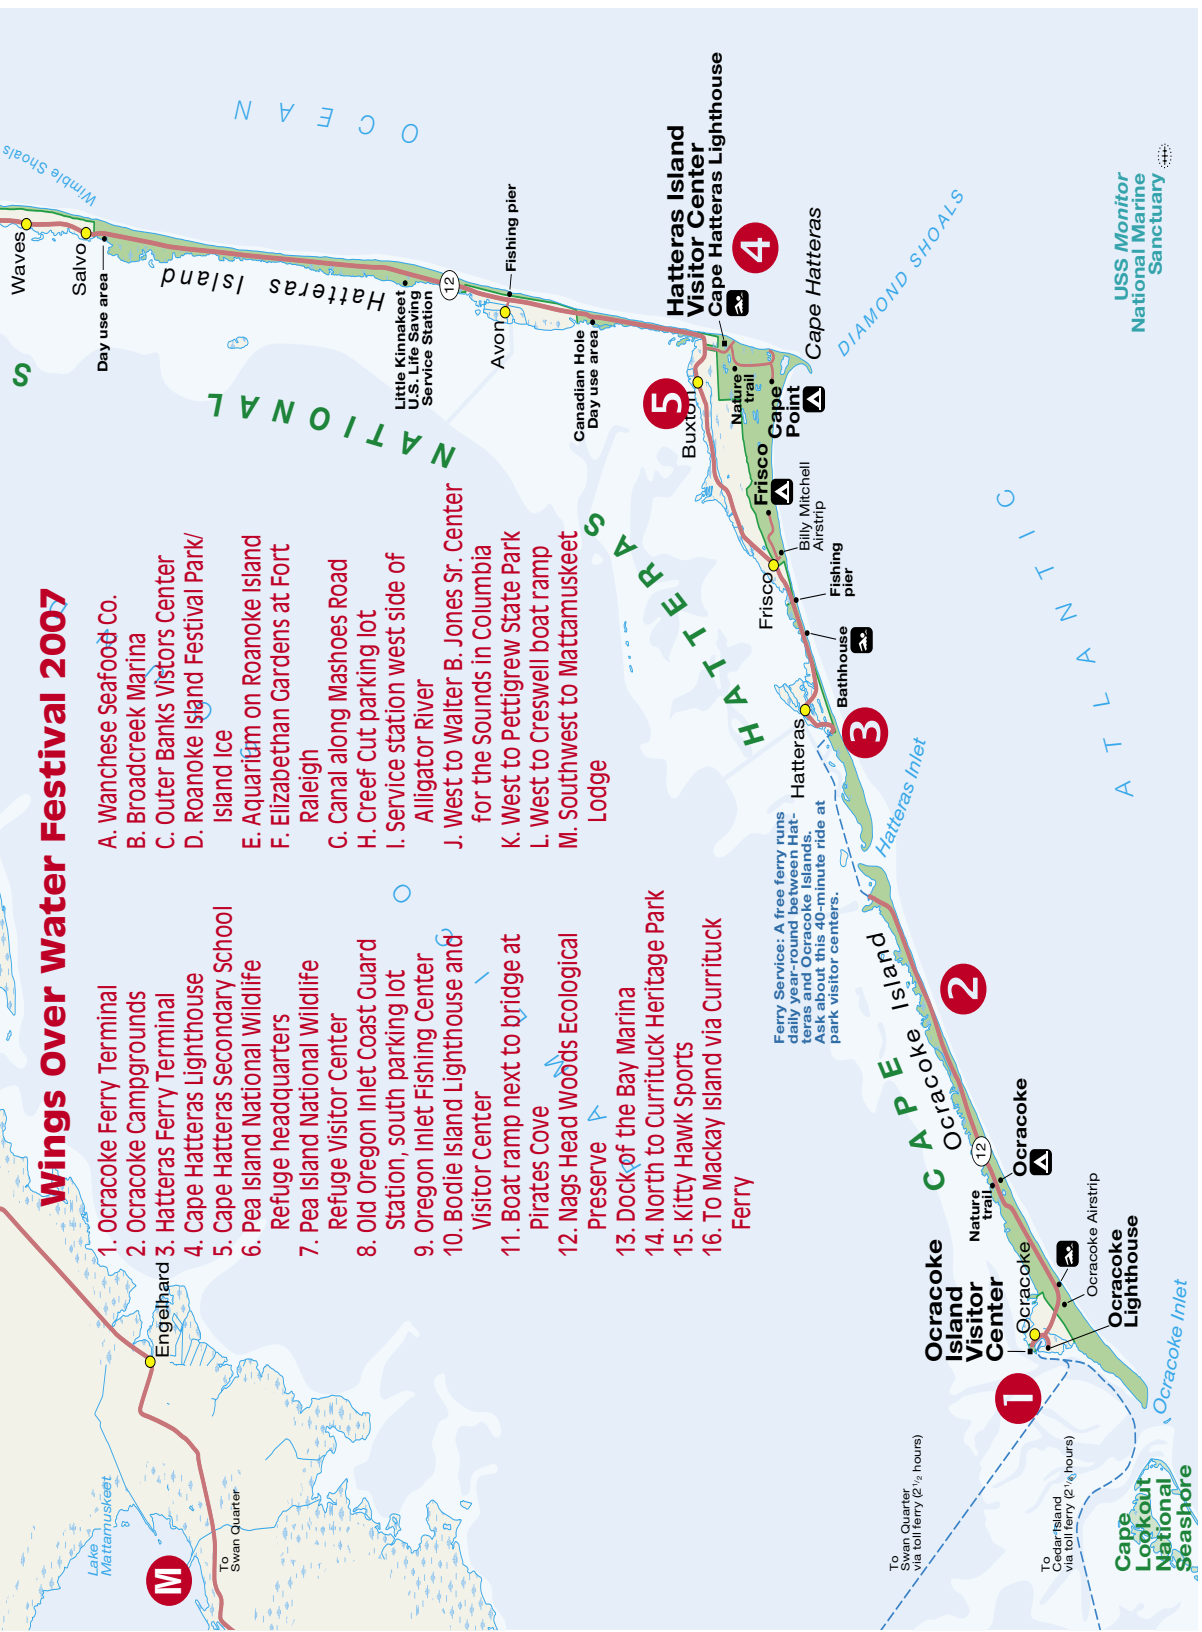 Wings Over Water Festival 2007
1. Ocracoke Ferry Terminal
2. Ocracoke Campgrounds
3. Hatteras Ferry Terminal
4. Cape Hatteras Lighthouse
5. Cape Hatteras Secondary School
6. Pea Island National Wildlife
Refuge headquarters
7. Pea Island National Wildlife
Refuge Visitor Center
8. Old Oregon Inlet Coast Guard
Station, south parking lot
9. Oregon Inlet Fishing Center
10. Bodie Island Lighthouse and
Visitor Center
11. Boat ramp next to bridge at
Pirates Cove
12. Nags Head Woods Ecological
Preserve
13. Dock of the Bay Marina
14. North to Currituck Heritage Park
15. Kitty Hawk Sports
16. To Mackay Island via Currituck
Ferry
A. Wanchese Seafood Co.
B. Broadcreek Marina
C. Outer Banks Vistors Center
D. Roanoke Island Festival Park/
Island Ice
E. Aquarium on Roanoke Island
F. Elizabethan Gardens at Fort
Raleigh
G. Canal along Mashoes Road
H. Creef Cut parking lot
I. Service station west side of
Alligator River
J. West to Walter B. Jones Sr. Center
for the Sounds in Columbia
K. West to Pettigrew State Park
L. West to Creswell boat ramp
M. Southwest to Mattamuskeet
Lodge
PAMLICO
SOUND
Engelhard
Lake
Mattamuskeet
M
To
Swan Quarter
Waves
Salvo
Day use area
Wimble Shoals
Hatteras Island
Little Kinnakeet
U.S. Life Saving
Service Station
12
Avon
Fishing pier
Canadian Hole
Day use area
ATLANTIC
OCEAN
CAPE HATTERAS NATIONAL S
Hatteras Island
Visitor Center
Cape Hatteras Lighthouse
4
5
Buxton
Nature
trail
Cape
Point
Cape Hatteras
DIAMOND SHOALS
USS Monitor
National Marine
Sanctuary
Frisco
Billy Mitchell
Airstrip
Frisco
Fishing
pier
Bathhouse
Hatteras
3
Hatteras Inlet
Ferry Service: A free ferry runs
daily year-round between Hat-
teras and Ocracoke Islands.
Ask about this 40-minute ride at
park visitor centers.
Ocracoke Island
2
12
Nature
trail
Ocracoke
Ocracoke
Island
Visitor
Center
Ocracoke
Ocracoke Airstrip
Ocracoke
Lighthouse
1
Ocracoke Inlet
To
Swan Quarter
via toll ferry (2 1/2 hours)
To
Cedar Island
via toll ferry (2 1/4 hours)
Cape
Lookout
National
Seashore